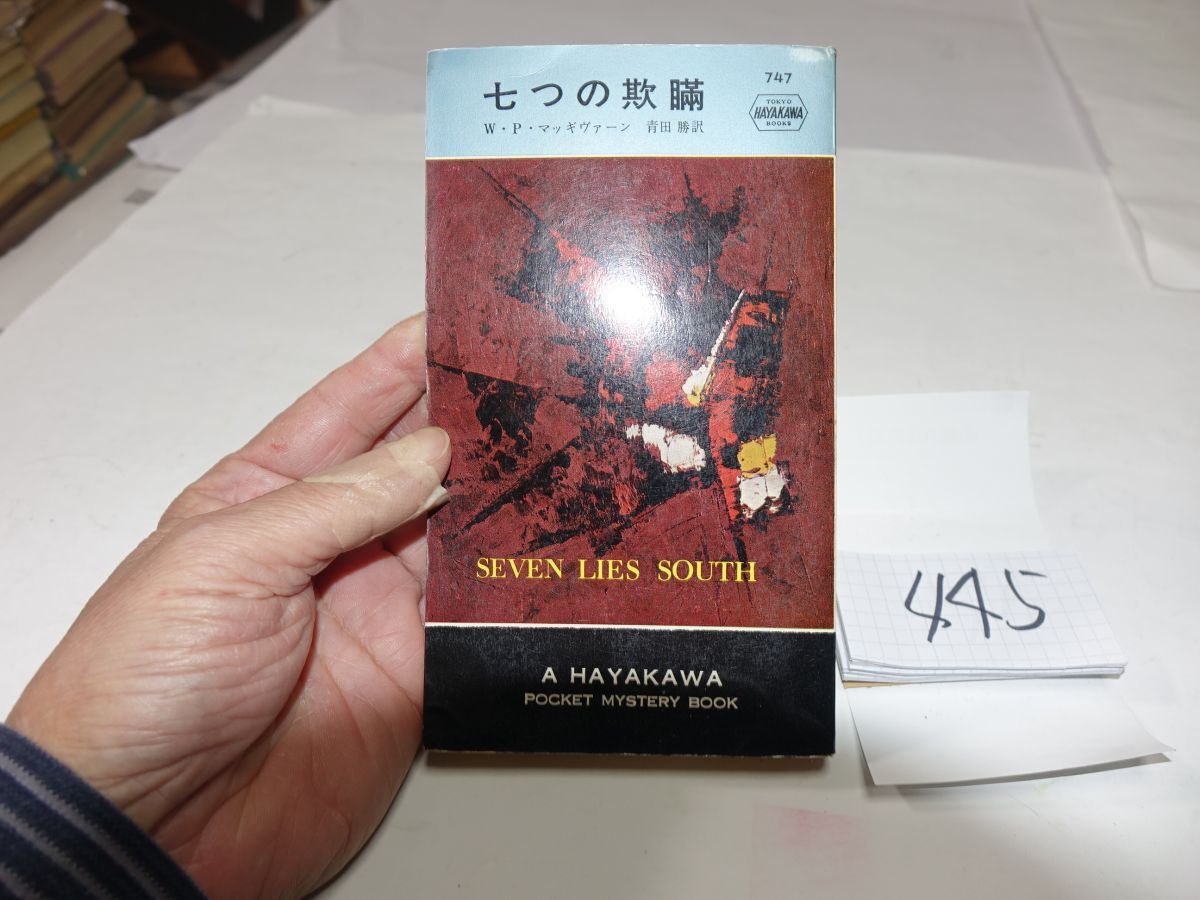 七つの欺瞞
747
TOKYO
HAYAKAWA
BOOKS
W・P・マッギヴァーン 青田 勝訳
SEVEN LIES SOUTH
A HAYAKAWA
POCKET MYSTERY BOOK
445